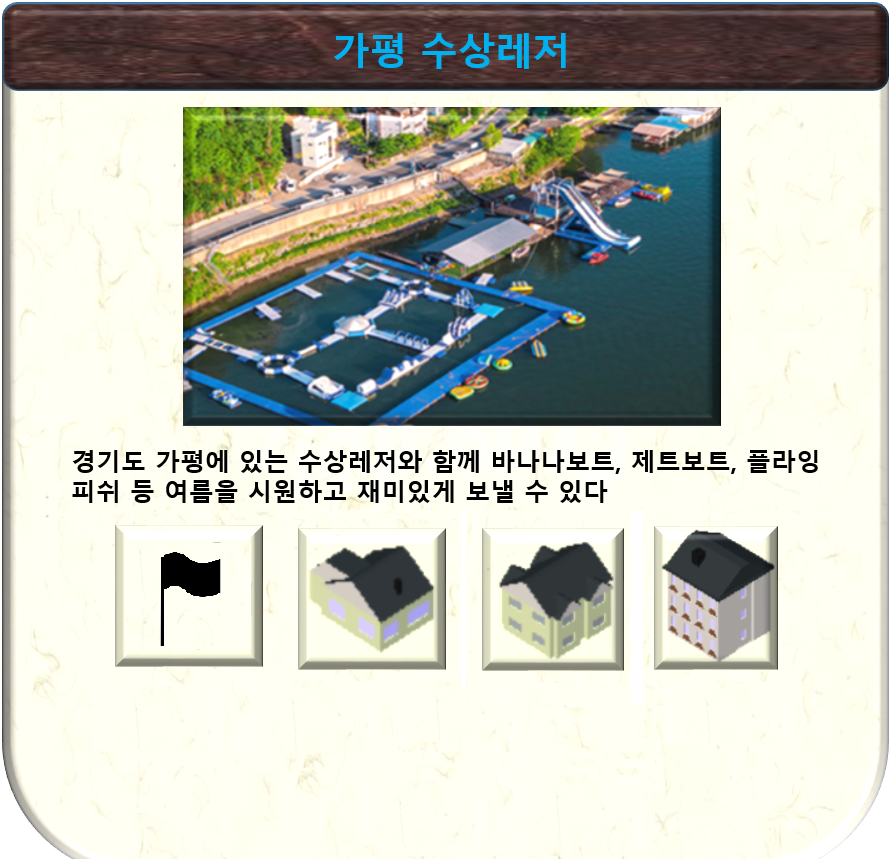 가평 수상레저
경기도 가평에 있는 수상레저와 함께 바나나보트, 제트보트, 플라잉
피쉬 등 여름을 시원하고 재미있게 보낼 수 있다